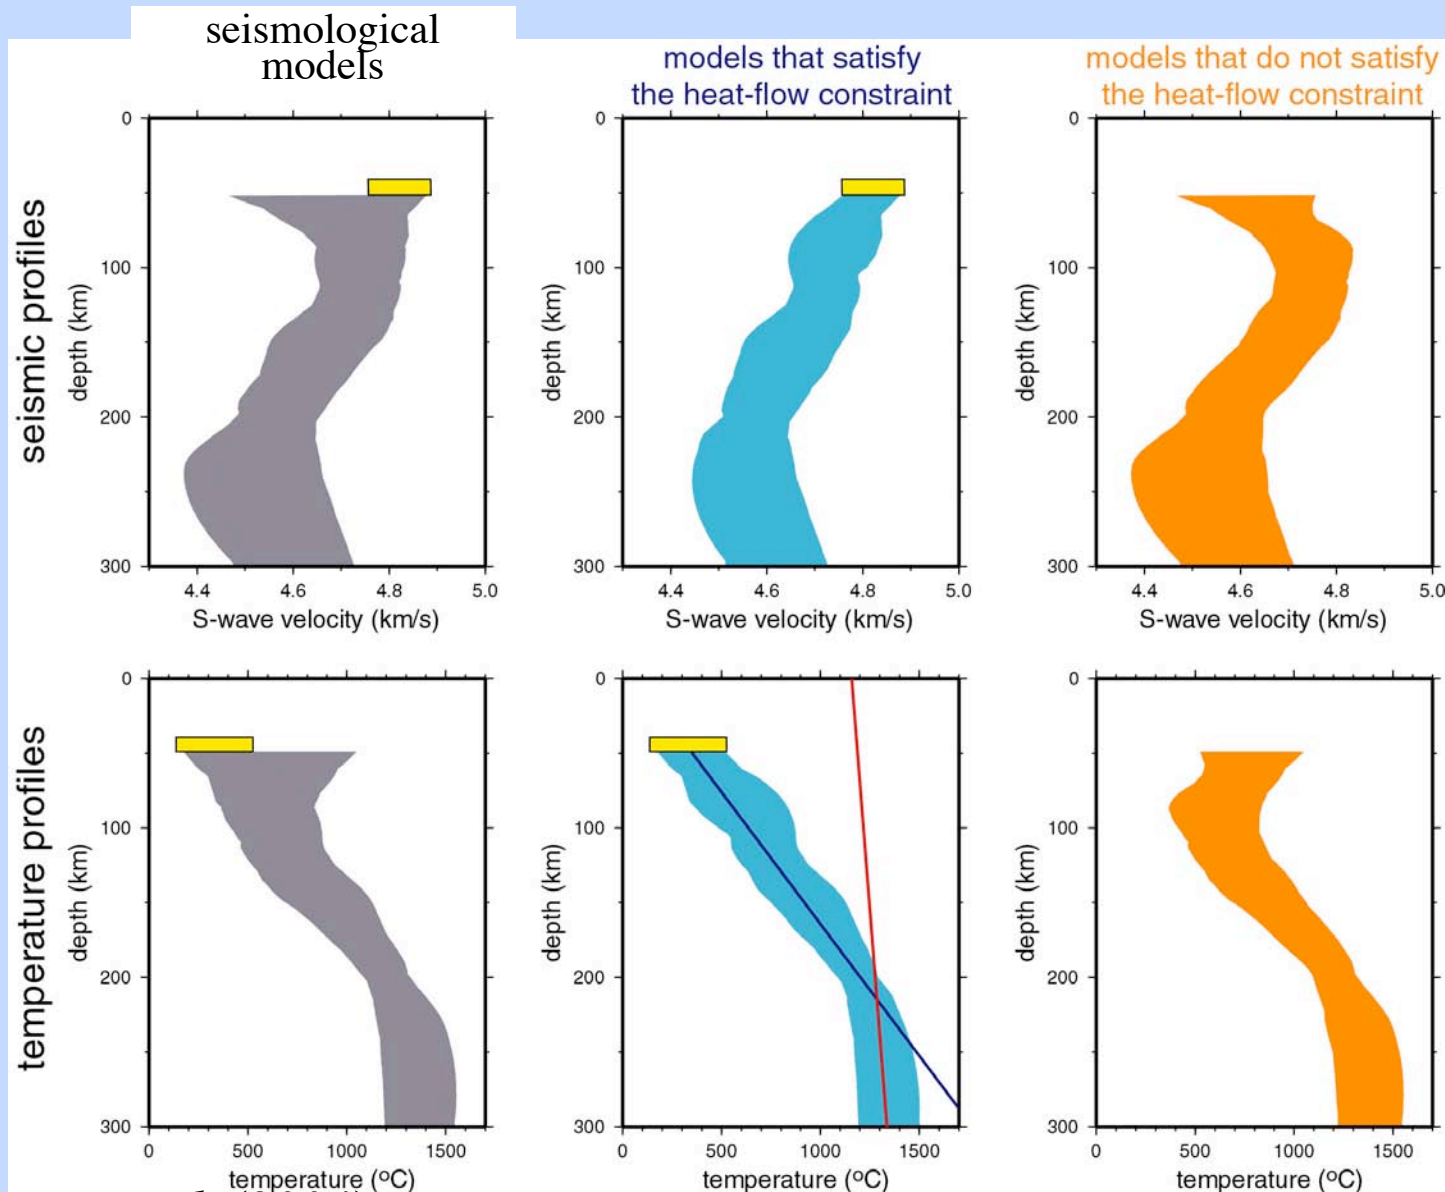 seismological
models
models that satisfy
the heat-flow constraint
models that do not satisfy
the heat-flow constraint
seismic profiles
depth (km)
0
100
200
300
4.4 4.6 4.8 5.0
S-wave velocity (km/s)
depth (km)
0
100
200
300
4.4 4.6 4.8 5.0
S-wave velocity (km/s)
depth (km)
0
100
200
300
4.4 4.6 4.8 5.0
S-wave velocity (km/s)
temperature profiles
depth (km)
0
100
200
300
0 500 1000 1500
temperature (ºC)
depth (km)
0
100
200
300
0 500 1000 1500
temperature (ºC)
depth (km)
0
100
200
300
0 500 1000 1500
temperature (ºC)